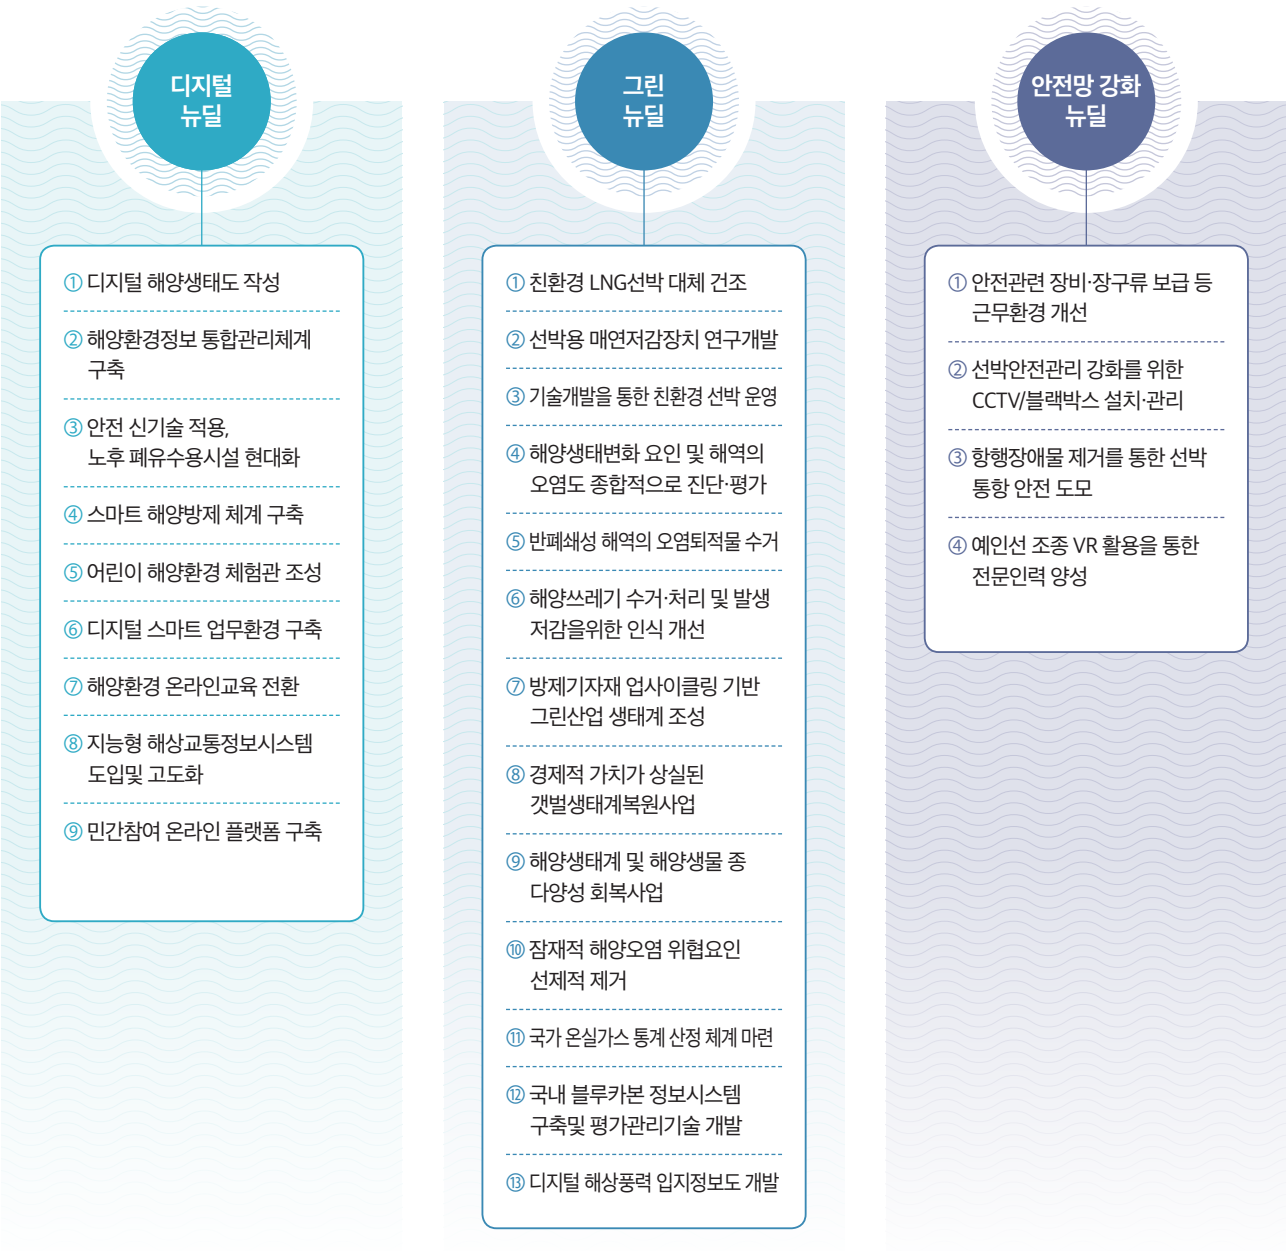 디지털
뉴딜
① 디지털 해양생태도 작성
② 해양환경정보 통합관리체계
구축
③ 안전 신기술 적용,
노후 폐유수용시설 현대화
④ 스마트 해양방제 체계 구축
⑤ 어린이 해양환경 체험관 조성
⑥ 디지털 스마트 업무환경 구축
⑦ 해양환경 온라인교육 전환
⑧ 지능형 해상교통정보시스템
도입및 고도화
⑨ 민간참여 온라인 플랫폼 구축
그린
뉴딜
① 친환경 LNG선박 대체 건조
② 선박용 매연저감장치 연구개발
③ 기술개발을 통한 친환경 선박 운영
④ 해양생태변화 요인 및 해역의
오염도 종합적으로 진단·평가
⑤ 반폐쇄성 해역의 오염퇴적물 수거
⑥ 해양쓰레기 수거·처리 및 발생
저감을위한 인식 개선
⑦ 방제기자재 업사이클링 기반
그린산업 생태계 조성
⑧ 경제적 가치가 상실된
갯벌생태계복원사업
⑨ 해양생태계 및 해양생물 종
다양성 회복사업
⑩ 잠재적 해양오염 위협요인
선제적 제거
⑪ 국가 온실가스 통계 산정 체계 마련
⑫ 국내 블루카본 정보시스템
구축및 평가관리기술 개발
⑬ 디지털 해상풍력 입지정보도 개발
안전망 강화
뉴딜
① 안전관련 장비·장구류 보급 등
근무환경 개선
② 선박안전관리 강화를 위한
CCTV/블랙박스 설치·관리
③ 항행장애물 제거를 통한 선박
통항 안전 도모
④ 예인선 조종 VR 활용을 통한
전문인력 양성